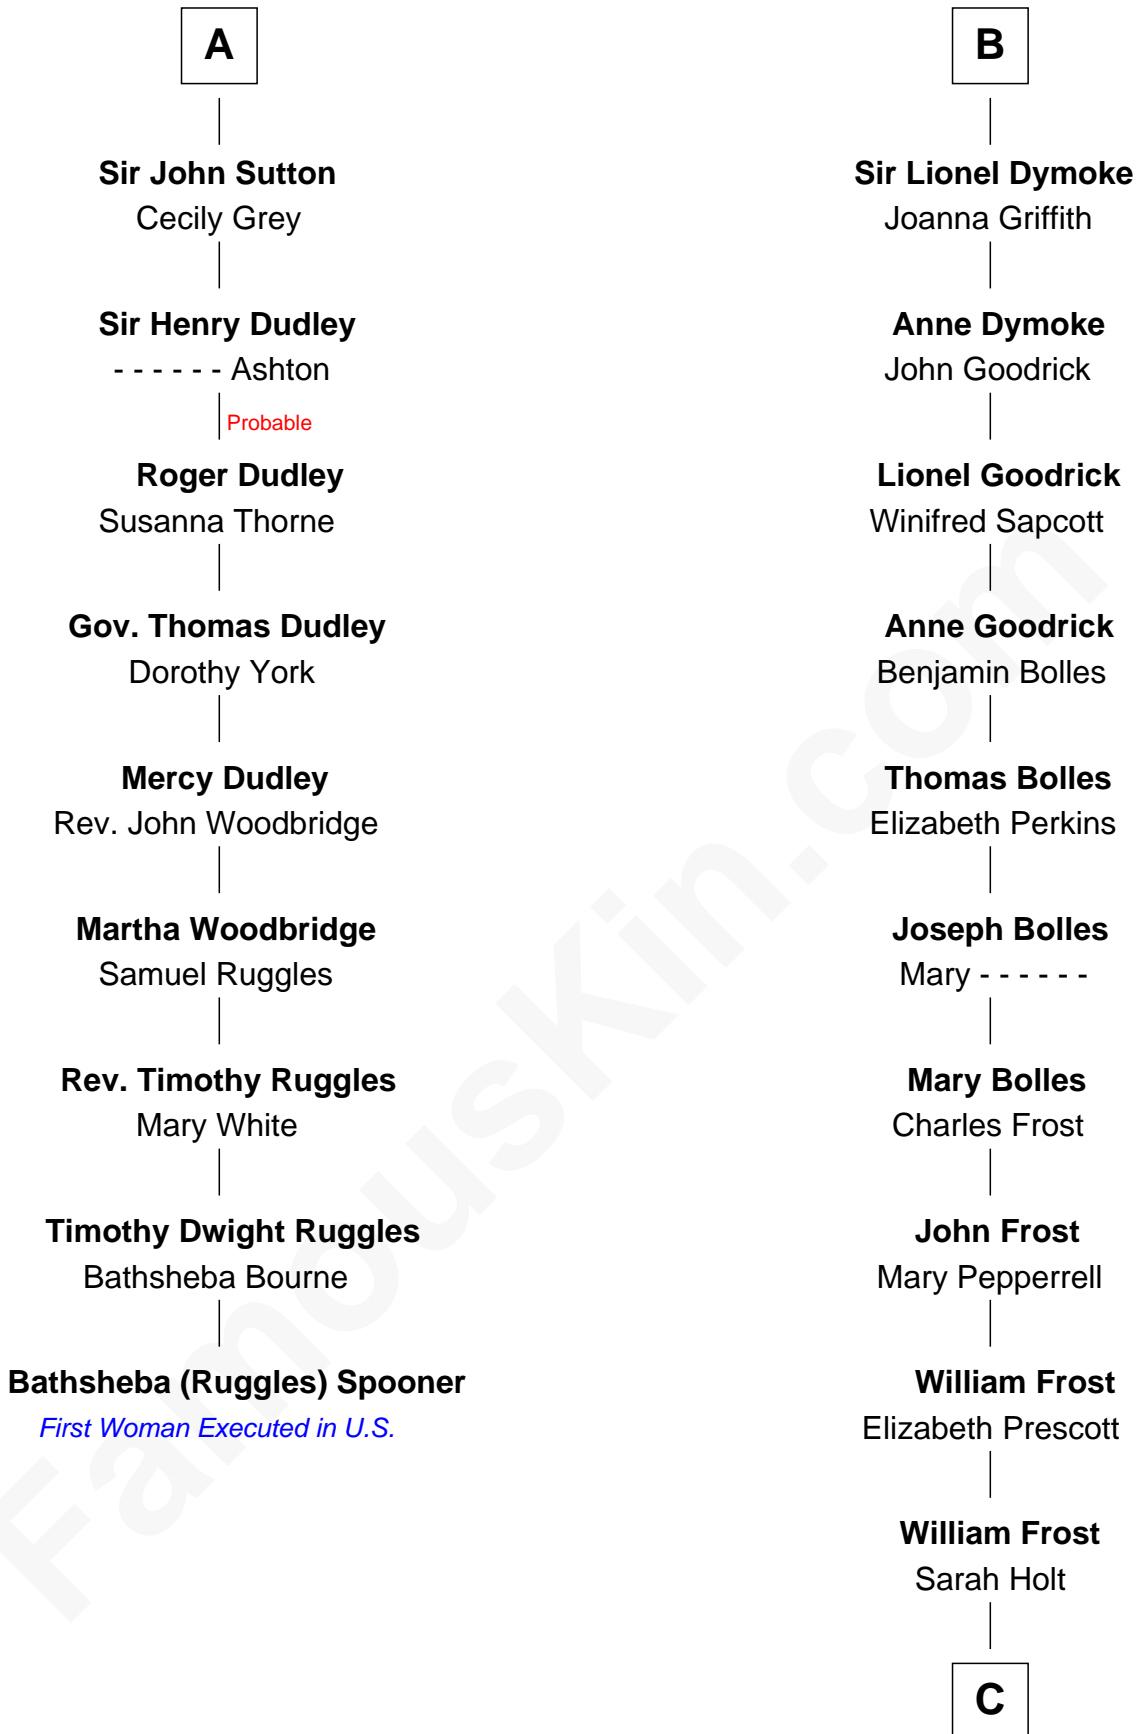 A
Sir John Sutton
Cecily Grey
Sir Henry Dudley
- - - - - - Ashton
Probable
Roger Dudley
Susanna Thorne
Gov. Thomas Dudley
Dorothy York
Mercy Dudley
Rev. John Woodbridge
Martha Woodbridge
Samuel Ruggles
Rev. Timothy Ruggles
Mary White
Timothy Dwight Ruggles
Bathsheba Bourne
Bathsheba (Ruggles) Spooner
First Woman Executed in U.S.
B
Sir Lionel Dymoke
Joanna Griffith
Anne Dymoke
John Goodrick
Lionel Goodrick
Winifred Sapcott
Anne Goodrick
Benjamin Bolles
Thomas Bolles
Elizabeth Perkins
Joseph Bolles
Mary - - - - - -
Mary Bolles
Charles Frost
John Frost
Mary Pepperrell
William Frost
Elizabeth Prescott
William Frost
Sarah Holt
C
FamousKin.com